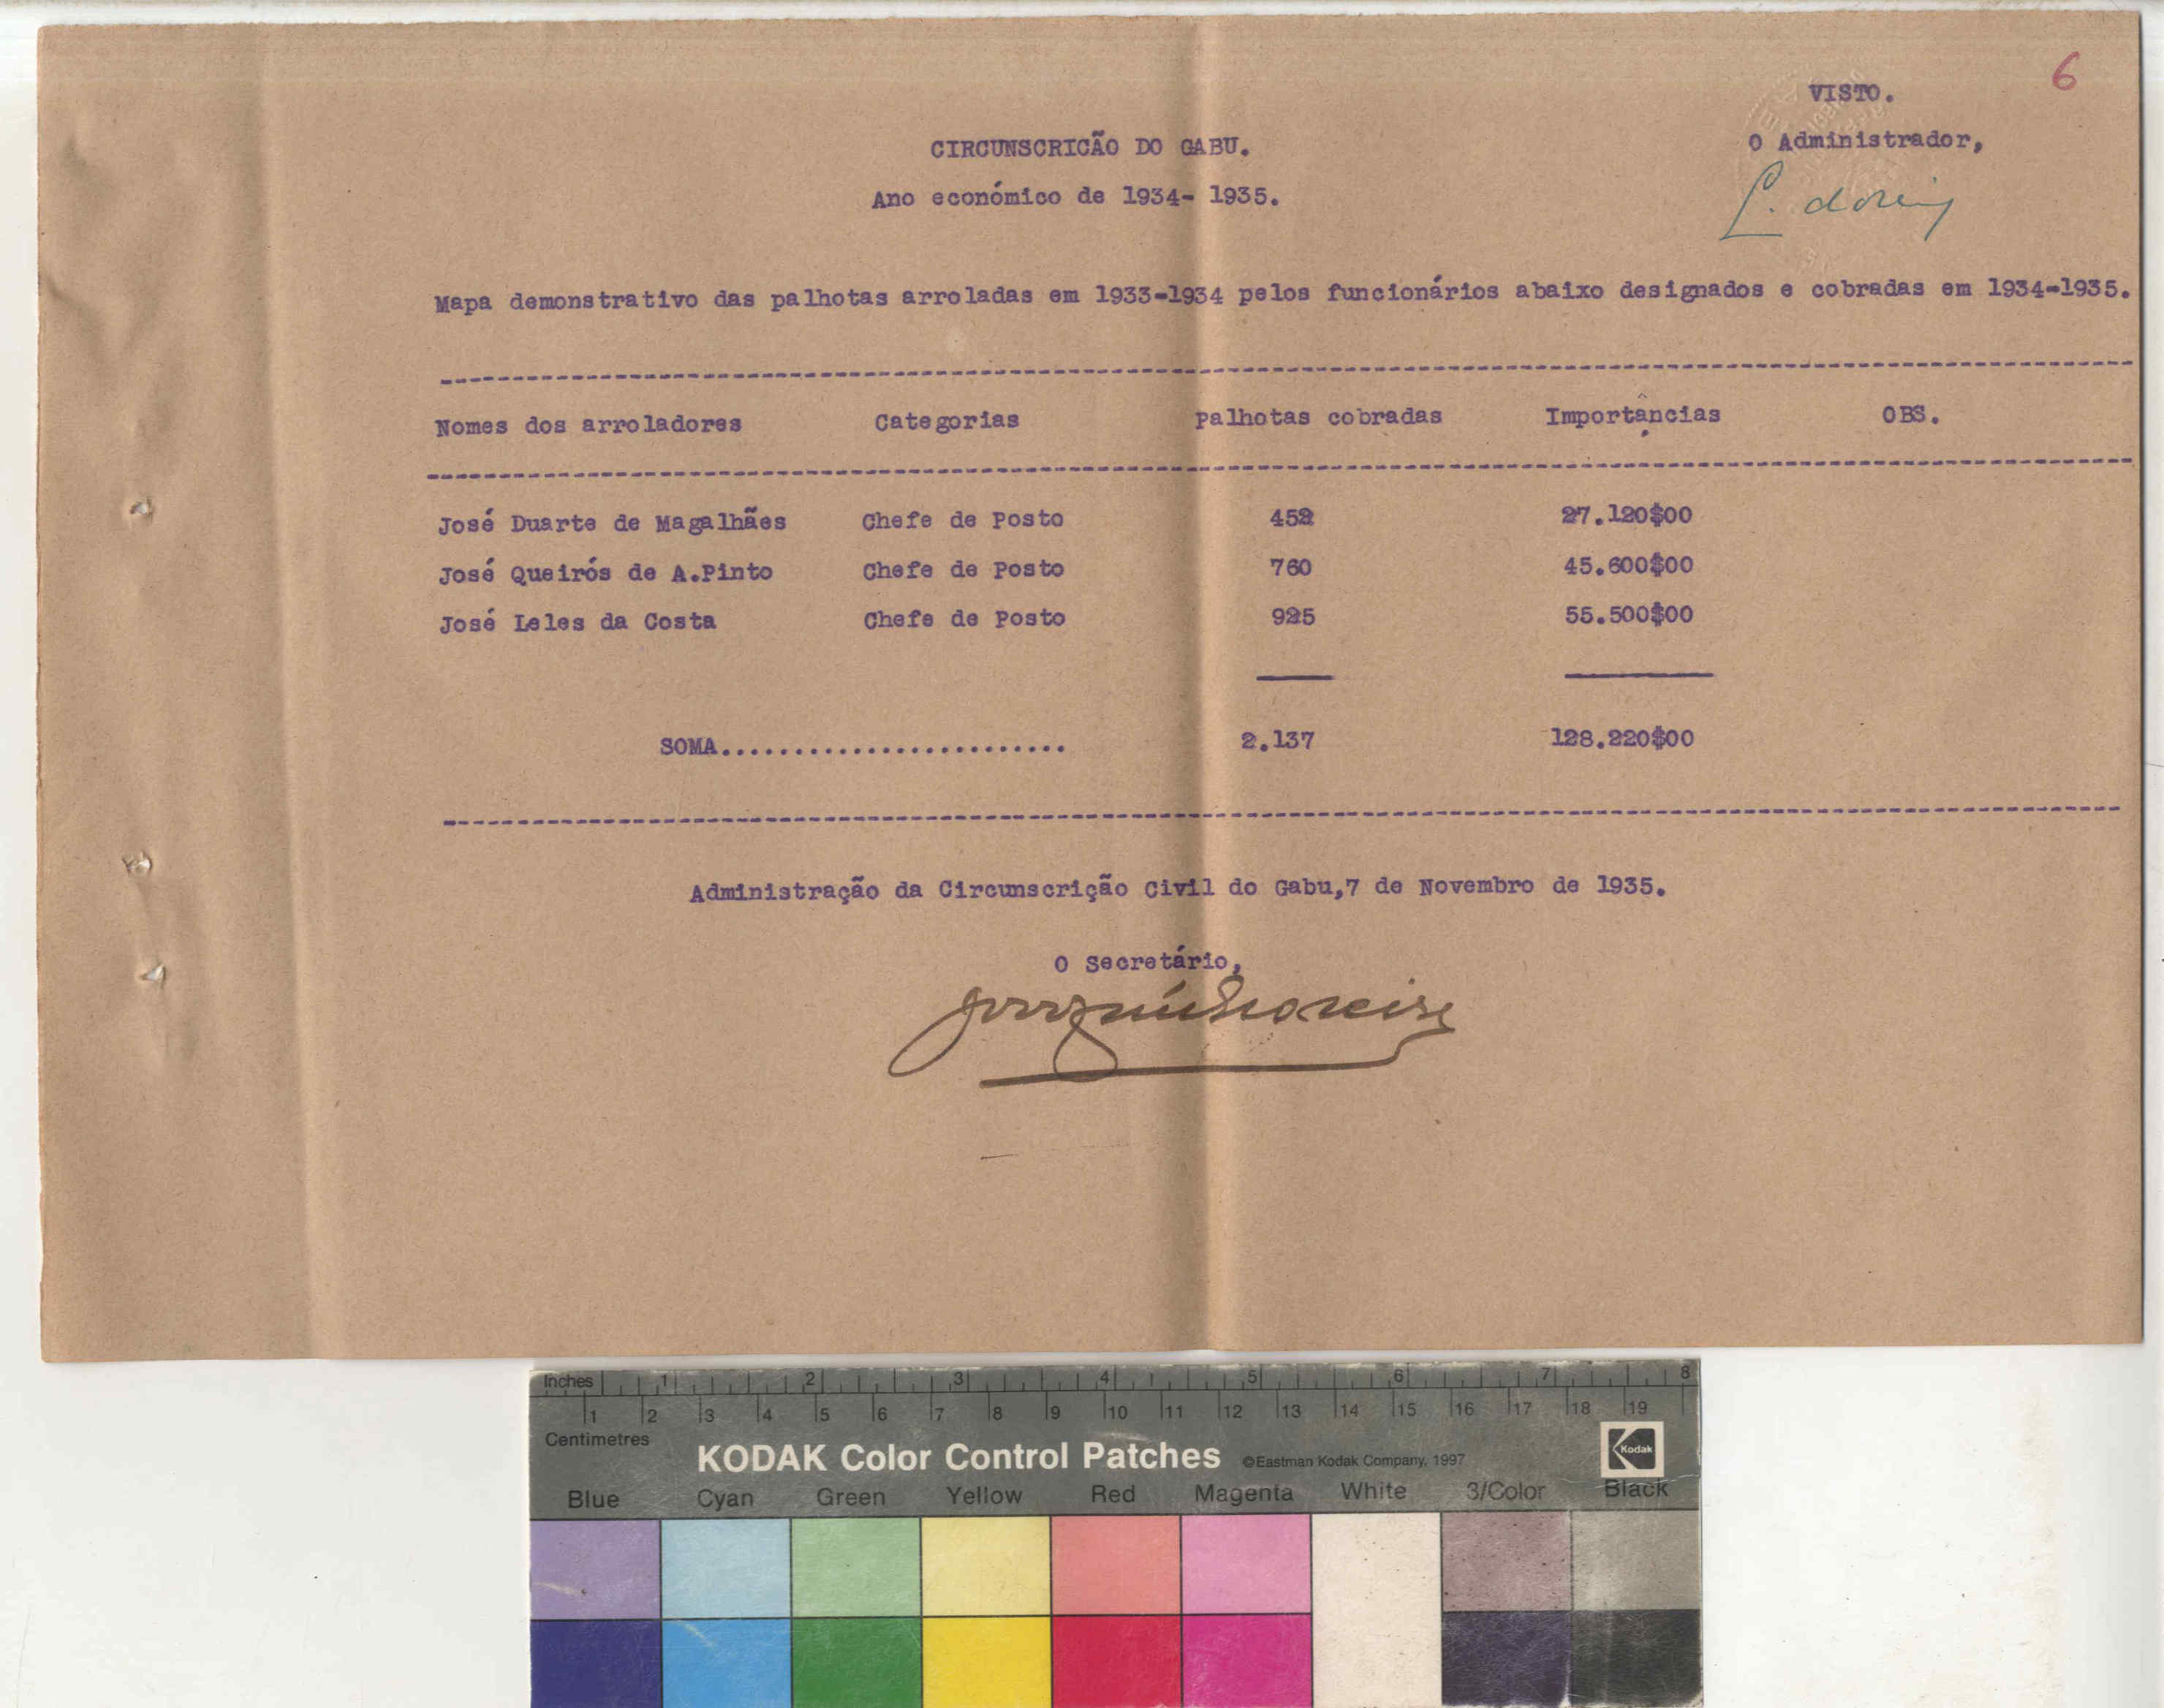 6
VISTO.
O Administrador,
CIRCUNSCRICÃO DO GABU.
Ano económico de 1934- 1935.
Mapa demonstrativo das palhotas arroladas em 1933-1934 pelos funcionários abaixo designados e cobradas em 1934-1935.
Nomes dos arroladores Categorias Palhotas cobradas Importâncias OBS.
José Duarte de Magalhães Chefe de Posto 452 27.120$00
José Queirós de A.Pinto Chefe de Posto 760 45.600$00
José Leles da Costa Chefe de Posto 925 55.500$00
SOMA........................ 2.137 128.220$00
Administração da Circunscrição Civil do Gabu,7 de Novembro de 1935.
O Secretário,
Inches 1 2 3 4 5 6 7 8
1 2 3 4 5 6 7 8 9 10 11 12 13 14 15 16 17 18 19
Centimetres
KODAK Color Control Patches ©Eastman Kodak Company, 1997 Kodak
Blue Cyan Green Yellow Red Magenta White 3/Color Black